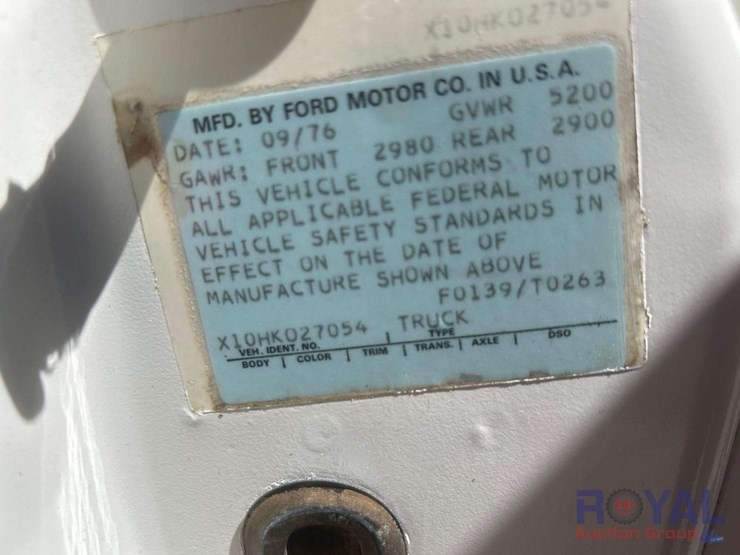 X10HK027054
MFD. BY FORD MOTOR CO. IN U.S.A.
DATE: 09/76 GVWR 5200
GAWR: FRONT 2980 REAR 2900
THIS VEHICLE CONFORMS TO
ALL APPLICABLE FEDERAL MOTOR
VEHICLE SAFETY STANDARDS IN
EFFECT ON THE DATE OF
MANUFACTURE SHOWN ABOVE
F0139/T0263
X10HK027054 TRUCK
VEH. IDENT. NO. TYPE
BODY | COLOR | TRIM | TRANS. | AXLE | DSO
ROYAL
Auction Group